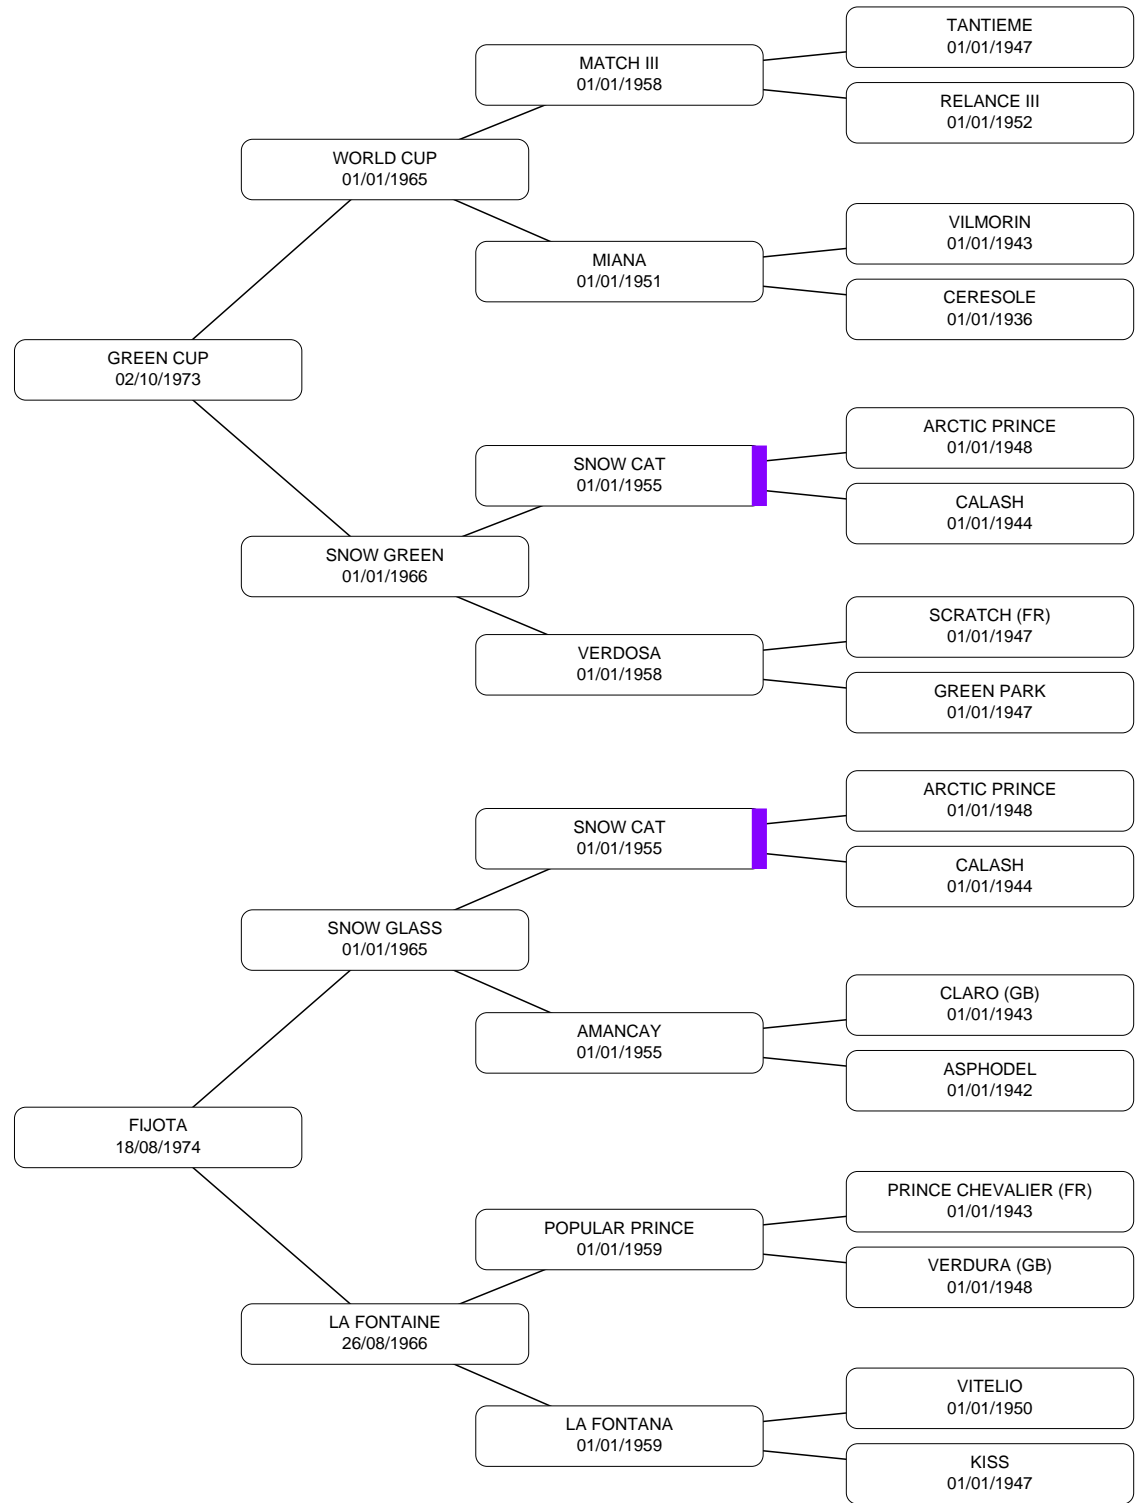 TANTIEME
01/01/1947
MATCH III
01/01/1958
RELANCE III
01/01/1952
WORLD CUP
01/01/1965
VILMORIN
01/01/1943
MIANA
01/01/1951
CERESOLE
01/01/1936
GREEN CUP
02/10/1973
ARCTIC PRINCE
01/01/1948
SNOW CAT
01/01/1955
CALASH
01/01/1944
SNOW GREEN
01/01/1966
SCRATCH (FR)
01/01/1947
VERDOSA
01/01/1958
GREEN PARK
01/01/1947
ARCTIC PRINCE
01/01/1948
SNOW CAT
01/01/1955
CALASH
01/01/1944
SNOW GLASS
01/01/1965
CLARO (GB)
01/01/1943
AMANCAY
01/01/1955
ASPHODEL
01/01/1942
FIJOTA
18/08/1974
PRINCE CHEVALIER (FR)
01/01/1943
POPULAR PRINCE
01/01/1959
VERDURA (GB)
01/01/1948
LA FONTAINE
26/08/1966
VITELIO
01/01/1950
LA FONTANA
01/01/1959
KISS
01/01/1947